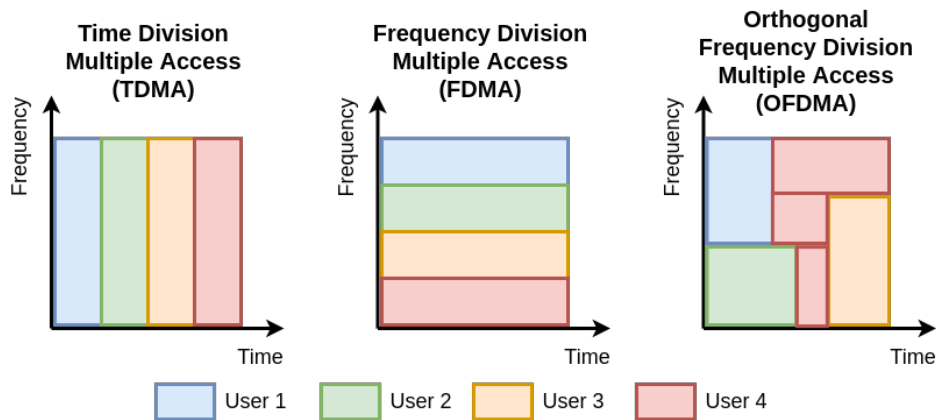 Time Division
Multiple Access
(TDMA)
Frequency
Time
Frequency Division
Multiple Access
(FDMA)
Frequency
Time
Orthogonal
Frequency Division
Multiple Access
(OFDMA)
Frequency
Time
User 1
User 2
User 3
User 4